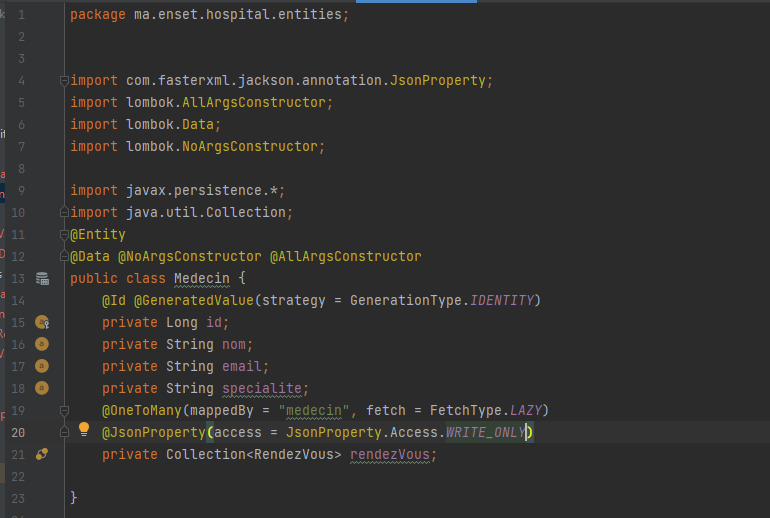 1 package ma.enset.hospital.entities;
2
3
4 import com.fasterxml.jackson.annotation.JsonProperty;
5 import lombok.AllArgsConstructor;
6 import lombok.Data;
7 import lombok.NoArgsConstructor;
8
9 import javax.persistence.*;
10 import java.util.Collection;
11 @Entity
12 @Data @NoArgsConstructor @AllArgsConstructor
13 public class Medecin {
14 @Id @GeneratedValue(strategy = GenerationType.IDENTITY)
15 private Long id;
16 private String nom;
17 private String email;
18 private String specialite;
19 @OneToMany(mappedBy = "medecin", fetch = FetchType.LAZY)
20 @JsonProperty(access = JsonProperty.Access.WRITE_ONLY)
21 private Collection<RendezVous> rendezVous;
22
23 }
24